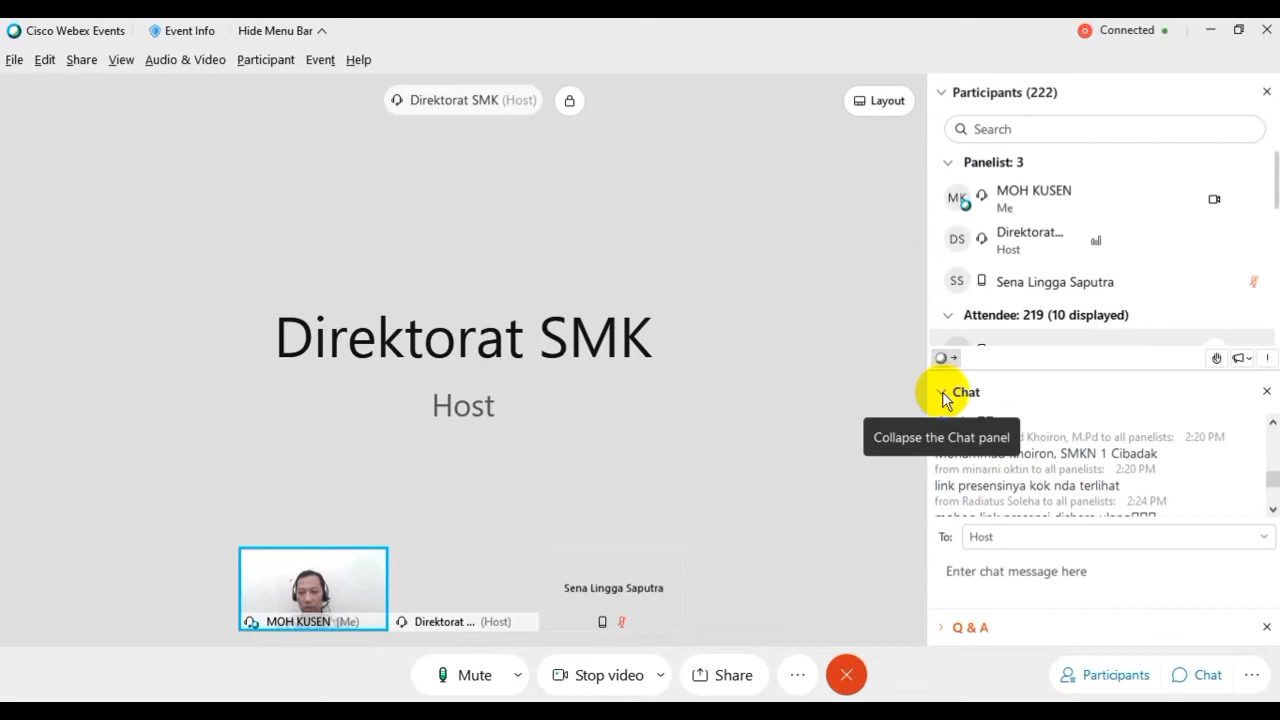 Cisco Webex Events
Event Info
Hide Menu Bar
Connected
File Edit Share View Audio & Video Participant Event Help
Direktorat SMK (Host)
Layout
Direktorat SMK
Host
MOH KUSEN (Me)
Direktorat ... (Host)
Sena Lingga Saputra
Participants (222)
Search
Panelist: 3
MK
MOH KUSEN
Me
DS
Direktorat...
Host
SS
Sena Lingga Saputra
Attendee: 219 (10 displayed)
Chat
Collapse the Chat panel
Khoiron, M.Pd to all panelists: 2:20 PM
Khoiron, SMKN 1 Cibadak
from minarni oktin to all panelists: 2:20 PM
link presensinya kok nda terlihat
from Radiatus Soleha to all panelists: 2:24 PM
To: Host
Enter chat message here
Q & A
Mute
Stop video
Share
Participants
Chat